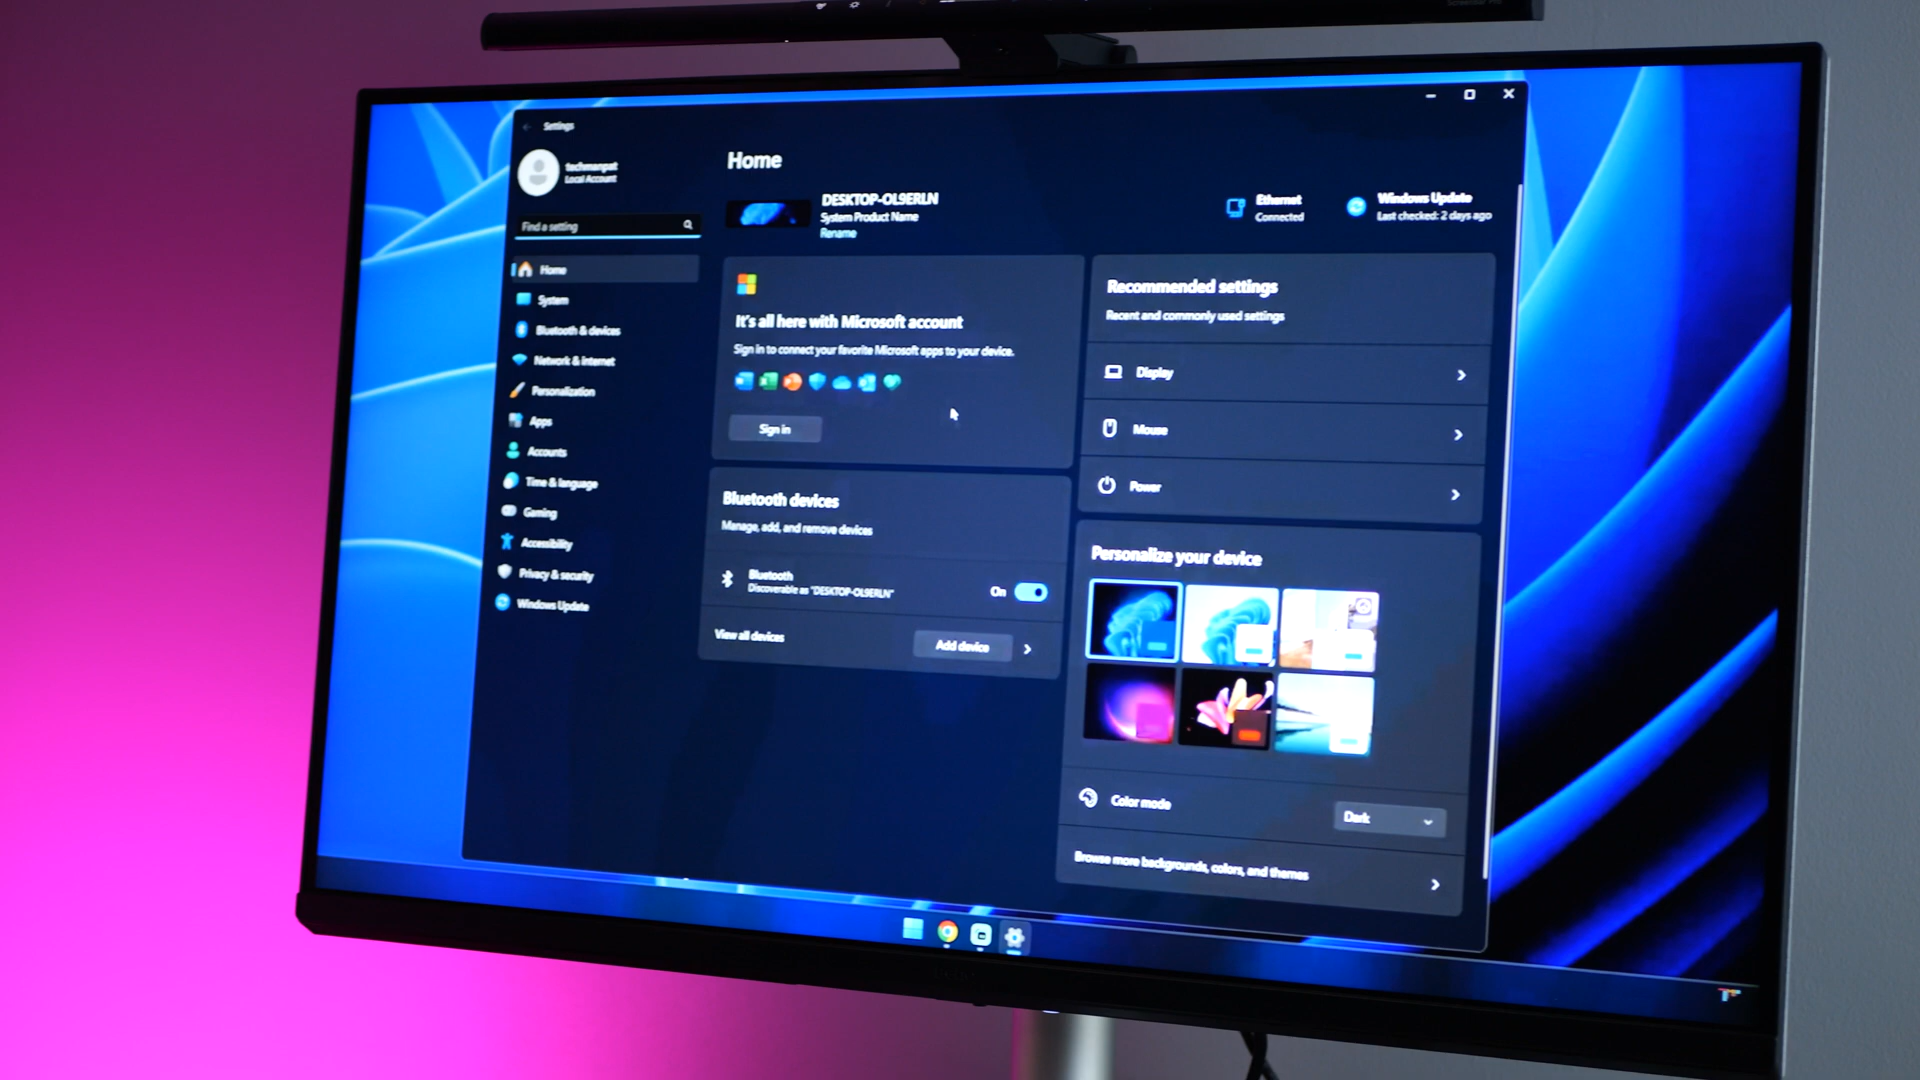 Settings
techmanpat
Local Account
Find a setting
Home
System
Bluetooth & devices
Network & internet
Personalization
Apps
Accounts
Time & language
Gaming
Accessibility
Privacy & security
Windows Update
Home
DESKTOP-OL9ERLN
System Product Name
Rename
Ethernet
Connected
Windows Update
Last checked: 2 days ago
It's all here with Microsoft account
Sign in to connect your favorite Microsoft apps to your device.
Sign in
Bluetooth devices
Manage, add, and remove devices
Bluetooth
Discoverable as "DESKTOP-OL9ERLN"
On
View all devices
Add device
Recommended settings
Recent and commonly used settings
Display
Mouse
Power
Personalize your device
Color mode
Dark
Browse more backgrounds, colors, and themes